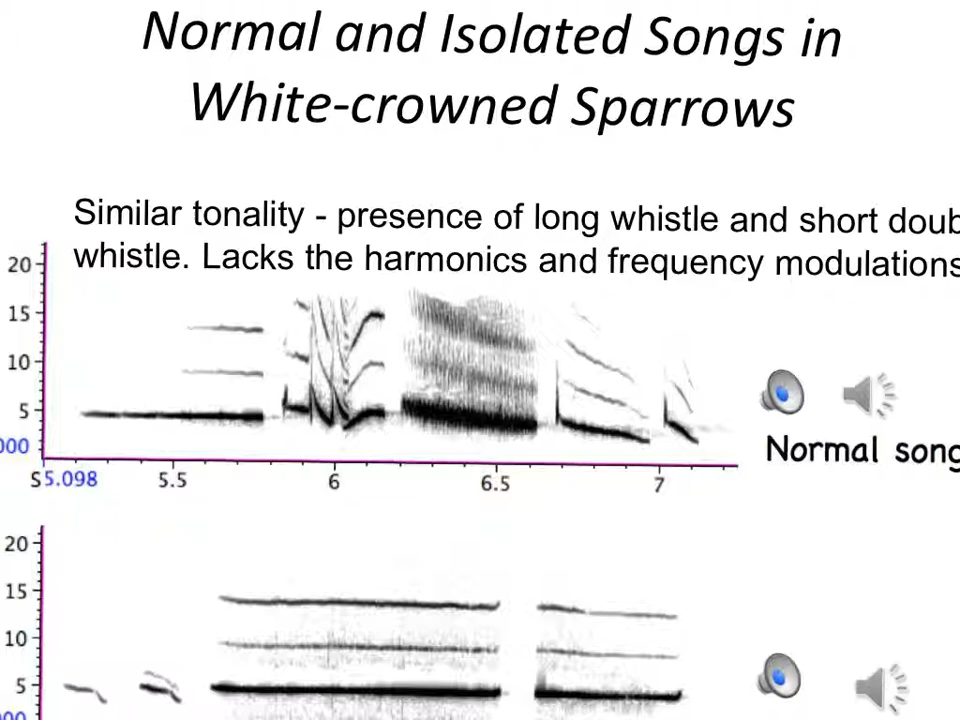 Normal and Isolated Songs in
White-crowned Sparrows
Similar tonality - presence of long whistle and short doub
whistle. Lacks the harmonics and frequency modulations
20
15
10
5
000
S5.098 5.5 6 6.5 7
Normal song
20
15
10
5
000